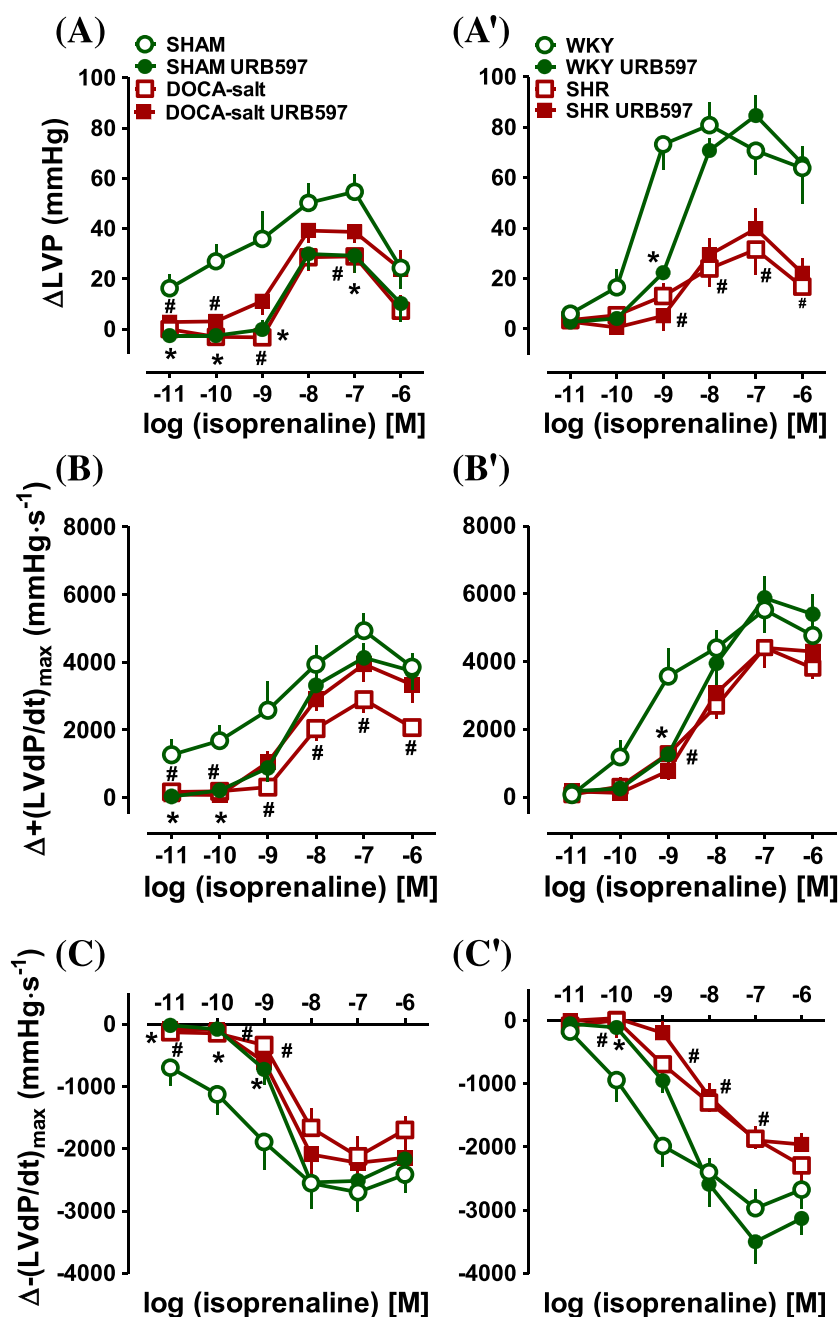 (A)
SHAM
SHAM URB597
DOCA-salt
DOCA-salt URB597
100
80
60
40
20
0
ΔLVP (mmHg)
# #
* * # *
# *
-11 -10 -9 -8 -7 -6
log (isoprenaline) [M]
(A')
WKY
WKY URB597
SHR
SHR URB597
100
80
60
40
20
0
*
# # # #
-11 -10 -9 -8 -7 -6
log (isoprenaline) [M]
(B)
8000
6000
4000
2000
0
Δ+(LVdP/dt)max (mmHg·s⁻¹)
# #
* * # # # #
-11 -10 -9 -8 -7 -6
log (isoprenaline) [M]
(B')
8000
6000
4000
2000
0
* #
-11 -10 -9 -8 -7 -6
log (isoprenaline) [M]
(C)
-11 -10 -9 -8 -7 -6
0
-1000
-2000
-3000
-4000
Δ-(LVdP/dt)max (mmHg·s⁻¹)
* # * # * #
log (isoprenaline) [M]
(C')
-11 -10 -9 -8 -7 -6
0
-1000
-2000
-3000
-4000
# * # # #
log (isoprenaline) [M]